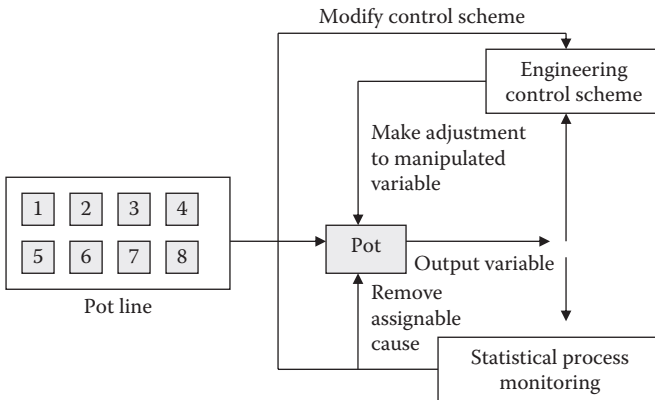 Modify control scheme
Engineering
control scheme
Make adjustment
to manipulated
variable
1 2 3 4
5 6 7 8
Pot line
Pot
Output variable
Remove
assignable
cause
Statistical process
monitoring